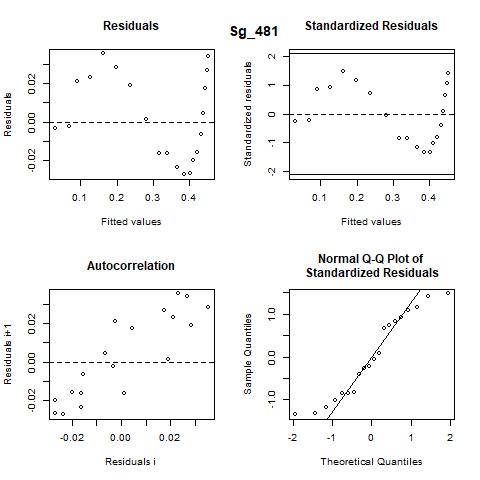 Sg_481
Residuals
Residuals
0.02
0.00
-0.02
0.1 0.2 0.3 0.4
Fitted values
Standardized Residuals
Standardized residuals
2
1
0
-1
-2
0.1 0.2 0.3 0.4
Fitted values
Autocorrelation
Residuals i+1
0.02
0.00
-0.02
-0.02 0.00 0.02
Residuals i
Normal Q-Q Plot of
Standardized Residuals
Sample Quantiles
1.0
0.0
-1.0
-2 -1 0 1 2
Theoretical Quantiles